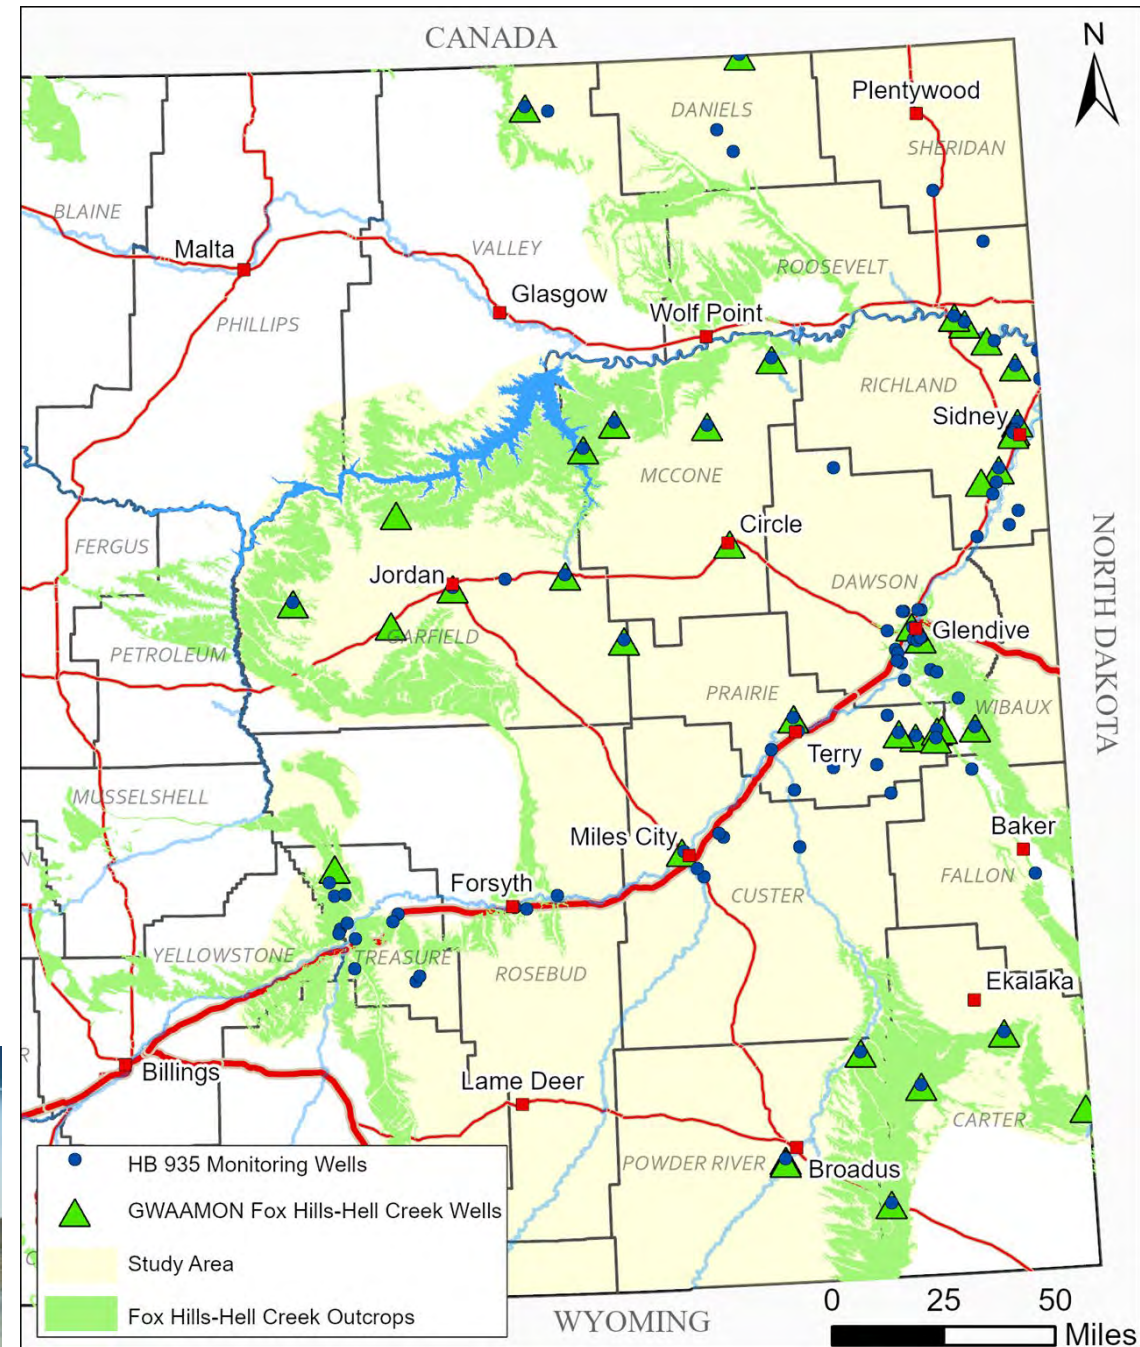 CANADA
N
Plentywood
DANIELS
SHERIDAN
BLAINE
VALLEY
Malta
ROOSEVELT
Glasgow
Wolf Point
PHILLIPS
RICHLAND
Sidney
MCCONE
Circle
FERGUS
NORTH DAKOTA
Jordan
DAWSON
Glendive
GARFIELD
PETROLEUM
PRAIRIE
WIBAUX
Terry
MUSSELSHELL
Miles City
Baker
Forsyth
CUSTER
FALLON
YELLOWSTONE
TREASURE
ROSEBUD
Ekalaka
Billings
Lame Deer
CARTER
POWDER RIVER
Broadus
HB 935 Monitoring Wells
GWAAMON Fox Hills-Hell Creek Wells
Study Area
Fox Hills-Hell Creek Outcrops
WYOMING
0 25 50
Miles